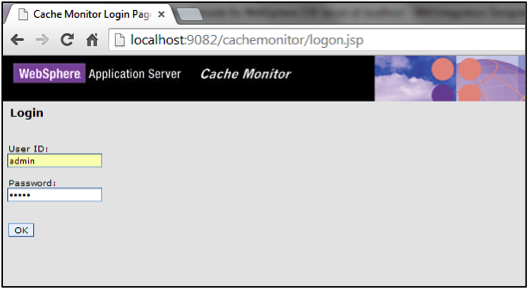 Cache Monitor Login Pag
localhost:9082/cachemonitor/logon.jsp
WebSphere Application Server Cache Monitor
Login
User ID:
admin
Password:
•••••
OK